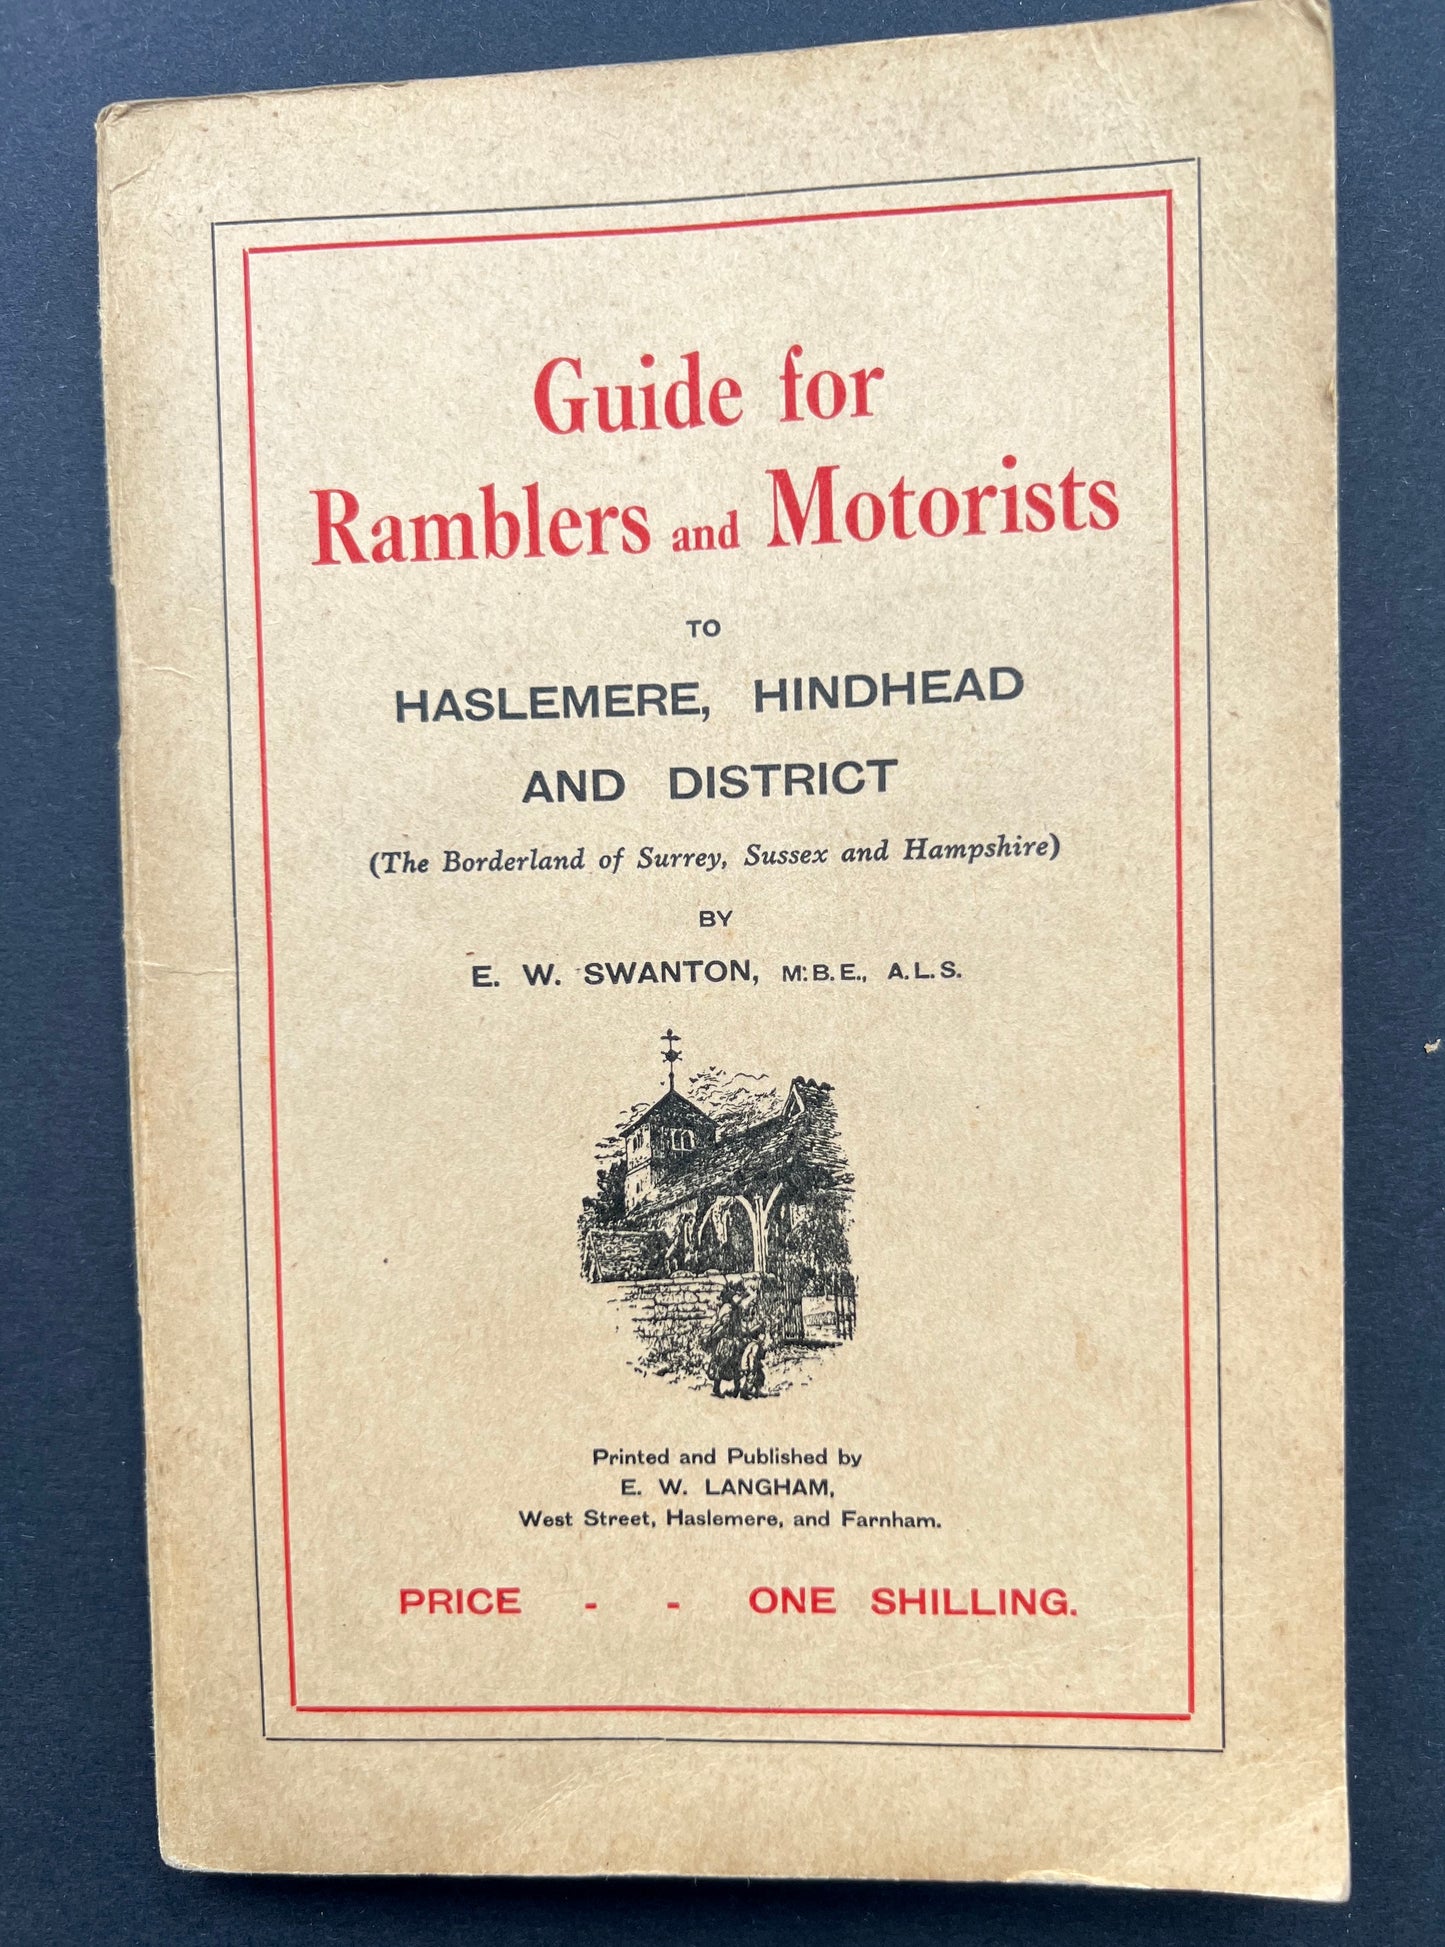 Guide for
Ramblers and Motorists
TO
HASLEMERE, HINDHEAD
AND DISTRICT
(The Borderland of Surrey, Sussex and Hampshire)
BY
E. W. SWANTON, M.B.E., A.L.S.
Printed and Published by
E. W. LANGHAM,
West Street, Haslemere, and Farnham.
PRICE - - ONE SHILLING.